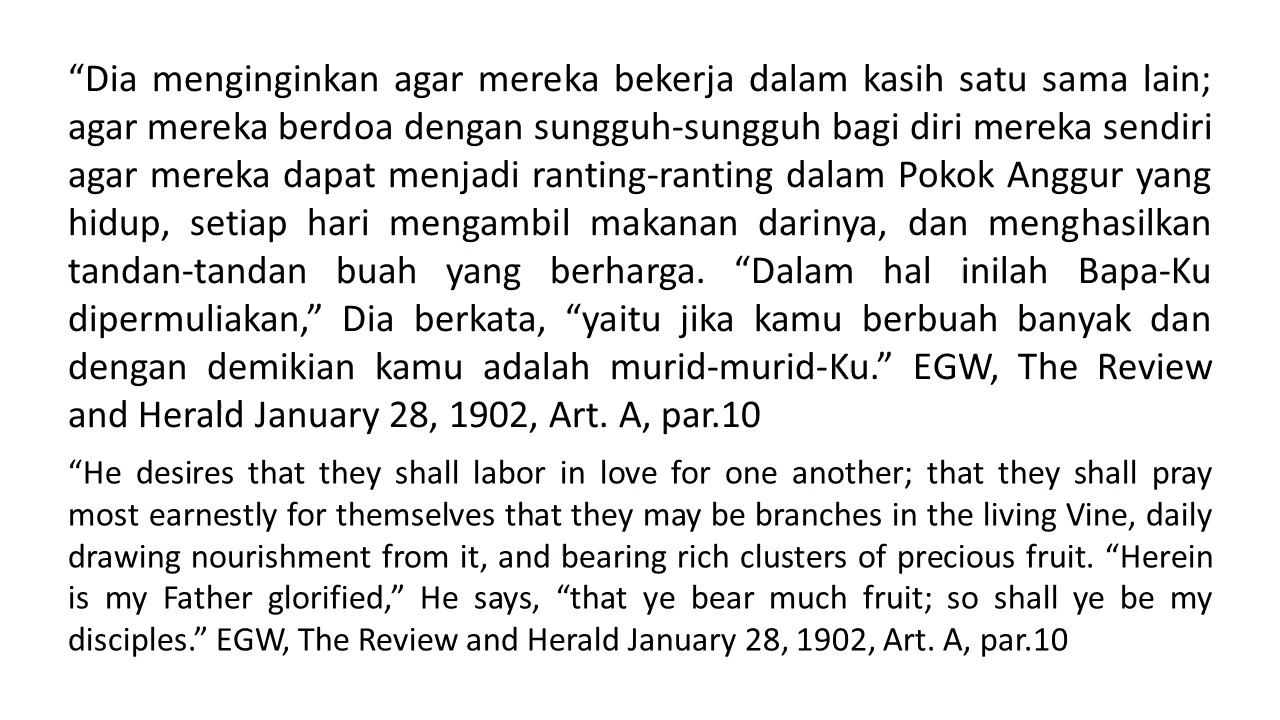 “Dia menginginkan agar mereka bekerja dalam kasih satu sama lain;
agar mereka berdoa dengan sungguh-sungguh bagi diri mereka sendiri
agar mereka dapat menjadi ranting-ranting dalam Pokok Anggur yang
hidup, setiap hari mengambil makanan darinya, dan menghasilkan
tandan-tandan buah yang berharga. “Dalam hal inilah Bapa-Ku
dipermuliakan,” Dia berkata, “yaitu jika kamu berbuah banyak dan
dengan demikian kamu adalah murid-murid-Ku.” EGW, The Review
and Herald January 28, 1902, Art. A, par.10
“He desires that they shall labor in love for one another; that they shall pray
most earnestly for themselves that they may be branches in the living Vine, daily
drawing nourishment from it, and bearing rich clusters of precious fruit. “Herein
is my Father glorified,” He says, “that ye bear much fruit; so shall ye be my
disciples.” EGW, The Review and Herald January 28, 1902, Art. A, par.10